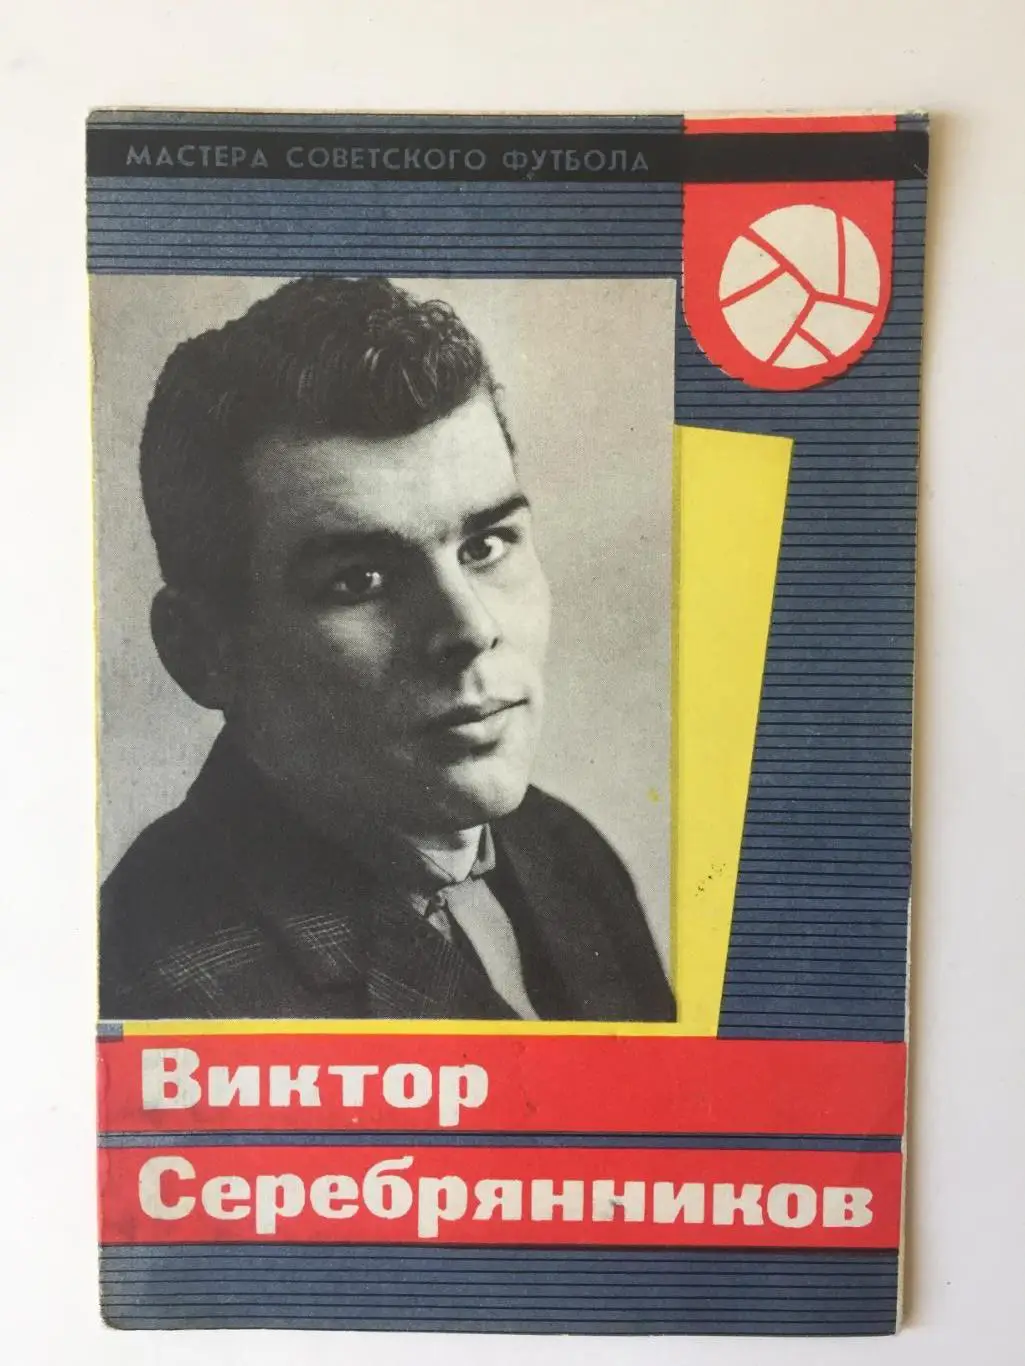 МАСТЕРА СОВЕТСКОГО ФУТБОЛА
Виктор
Серебрянников